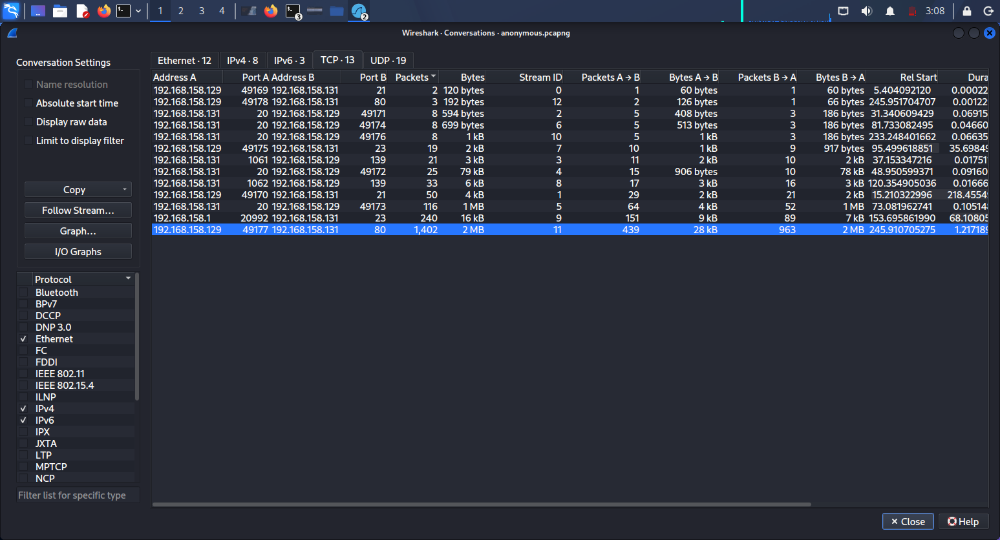 1 2 3 4 3 2 3:08
Wireshark · Conversations · anonymous.pcapng
Conversation Settings
Name resolution
Absolute start time
Display raw data
Limit to display filter
Copy
Follow Stream...
Graph...
I/O Graphs
Protocol
Bluetooth
BPv7
DCCP
DNP 3.0
Ethernet
FC
FDDI
IEEE 802.11
IEEE 802.15.4
ILNP
IPv4
IPv6
IPX
JXTA
LTP
MPTCP
NCP
Filter list for specific type
Ethernet · 12 IPv4 · 8 IPv6 · 3 TCP · 13 UDP · 19
Address A Port A Address B Port B Packets Bytes Stream ID Packets A → B Bytes A → B Packets B → A Bytes B → A Rel Start Dura
192.168.158.129 49169 192.168.158.131 21 2 120 bytes 0 1 60 bytes 1 60 bytes 5.404092120 0.00022
192.168.158.129 49178 192.168.158.131 80 3 192 bytes 12 2 126 bytes 1 66 bytes 245.951704707 0.00122
192.168.158.131 20 192.168.158.129 49171 8 594 bytes 2 5 408 bytes 3 186 bytes 31.340609429 0.06915
192.168.158.131 20 192.168.158.129 49174 8 699 bytes 6 5 513 bytes 3 186 bytes 81.733082495 0.04660
192.168.158.131 20 192.168.158.129 49176 8 1 kB 10 5 1 kB 3 186 bytes 233.248401662 0.06635
192.168.158.129 49175 192.168.158.131 23 19 2 kB 7 10 1 kB 9 917 bytes 95.499618851 35.69849
192.168.158.131 1061 192.168.158.129 139 21 3 kB 3 11 2 kB 10 2 kB 37.153347216 0.01751
192.168.158.131 20 192.168.158.129 49172 25 79 kB 4 15 906 bytes 10 78 kB 48.950599371 0.09160
192.168.158.131 1062 192.168.158.129 139 33 6 kB 8 17 3 kB 16 3 kB 120.354905036 0.01666
192.168.158.129 49170 192.168.158.131 21 50 4 kB 1 29 2 kB 21 2 kB 15.210322996 218.4554
192.168.158.131 20 192.168.158.129 49173 116 1 MB 5 64 4 kB 52 1 MB 73.081962741 0.10514
192.168.158.1 20992 192.168.158.131 23 240 16 kB 9 151 9 kB 89 7 kB 153.695861990 68.10805
192.168.158.129 49177 192.168.158.131 80 1,402 2 MB 11 439 28 kB 963 2 MB 245.910705275 1.217189
Close Help